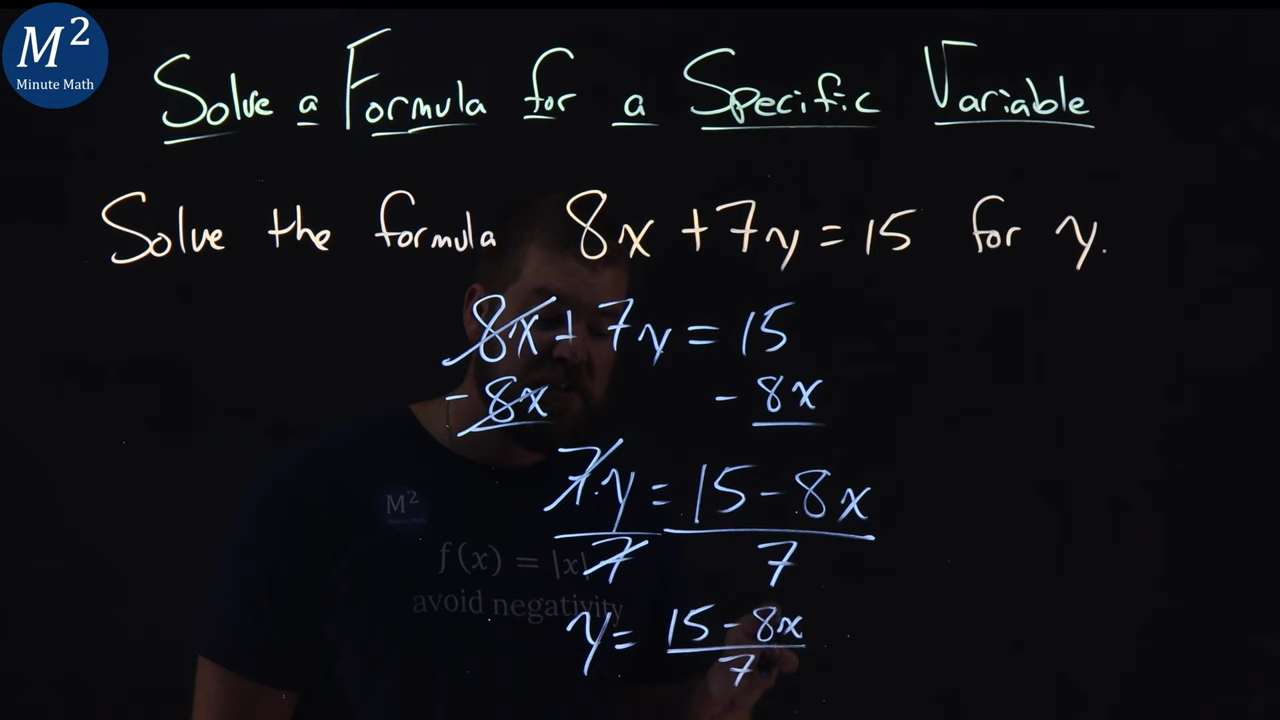 M²
Minute Math
Solve a Formula for a Specific Variable
Solve the formula 8x + 7y = 15 for y.
8x + 7y = 15
- 8x - 8x
7·y = 15 - 8x
7 7
M²
Minute Math
f(x) = |x|
avoid negativity
y = 15 - 8x
7